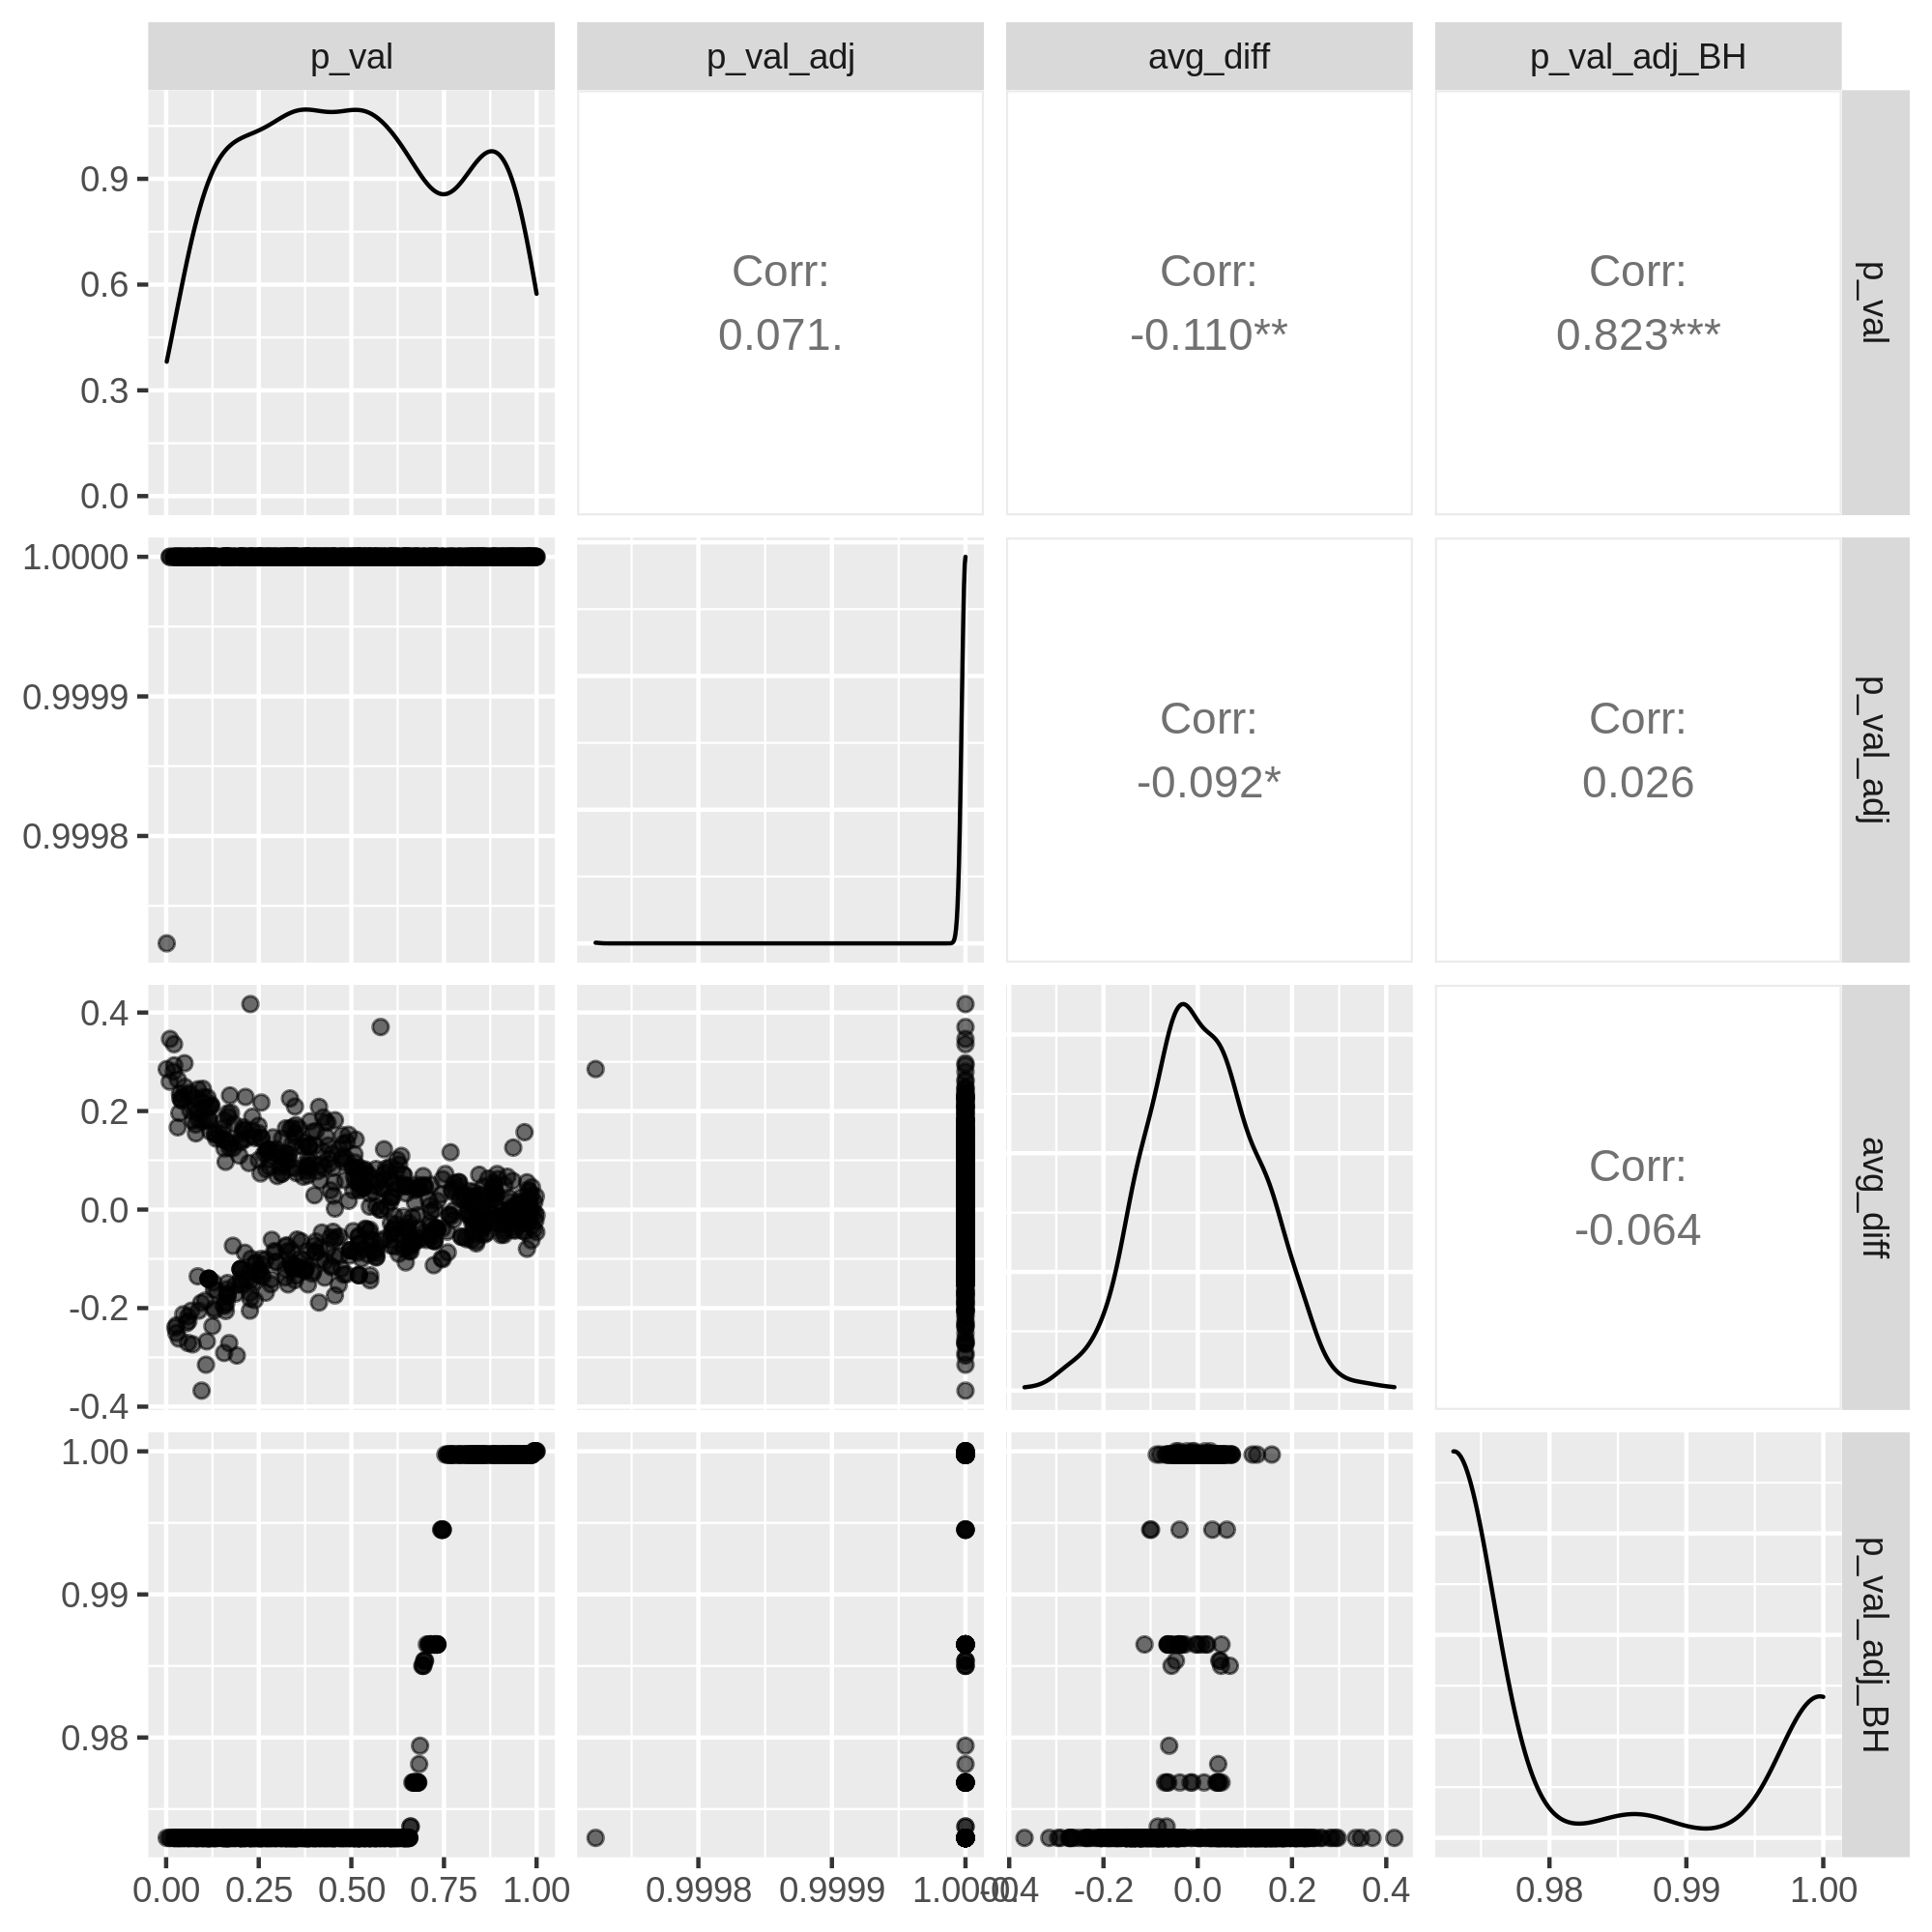 p_val
p_val_adj
avg_diff
p_val_adj_BH
0.9
0.6
0.3
0.0
Corr:
0.071.
Corr:
-0.110**
Corr:
0.823***
p_val
1.0000
0.9999
0.9998
Corr:
-0.092*
Corr:
0.026
p_val_adj
0.4
0.2
0.0
-0.2
-0.4
Corr:
-0.064
avg_diff
1.00
0.99
0.98
p_val_adj_BH
0.00 0.25 0.50 0.75 1.00
0.9998 0.9999 1.0000
-0.4 -0.2 0.0 0.2 0.4
0.98 0.99 1.00